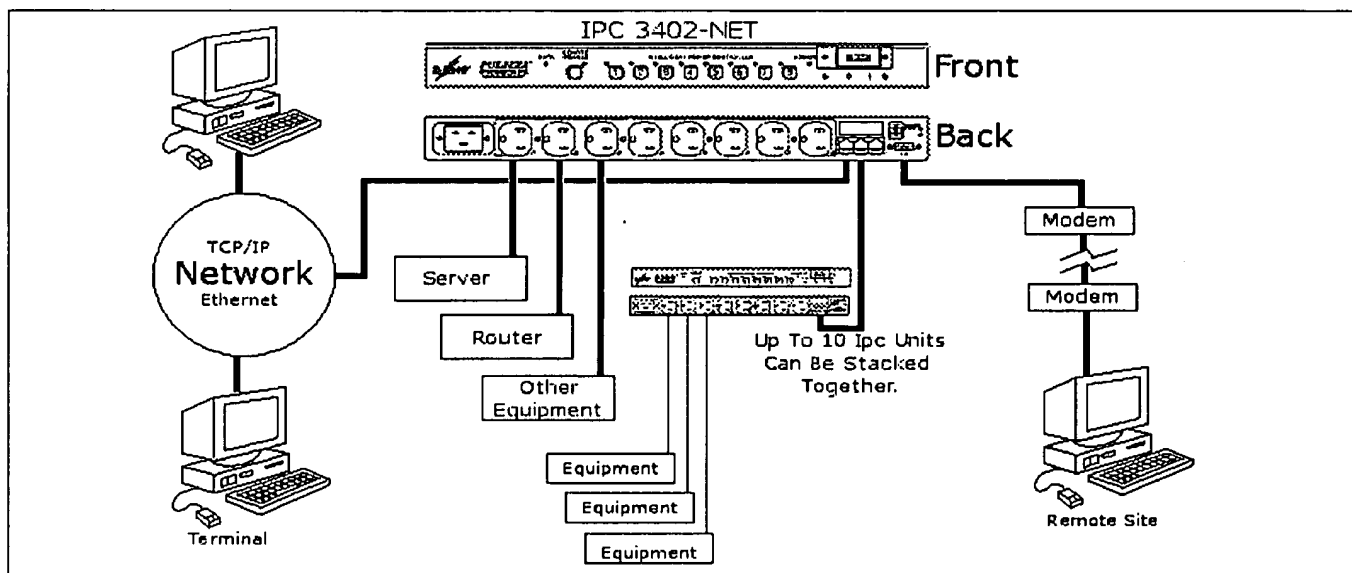 IPC 3402-NET
Front
Back
TCP/IP
Network
Ethernet
Server
Router
Other
Equipment
Up To 10 Ipc Units
Can Be Stacked
Together.
Equipment
Equipment
Equipment
Modem
Modem
Terminal
Remote Site